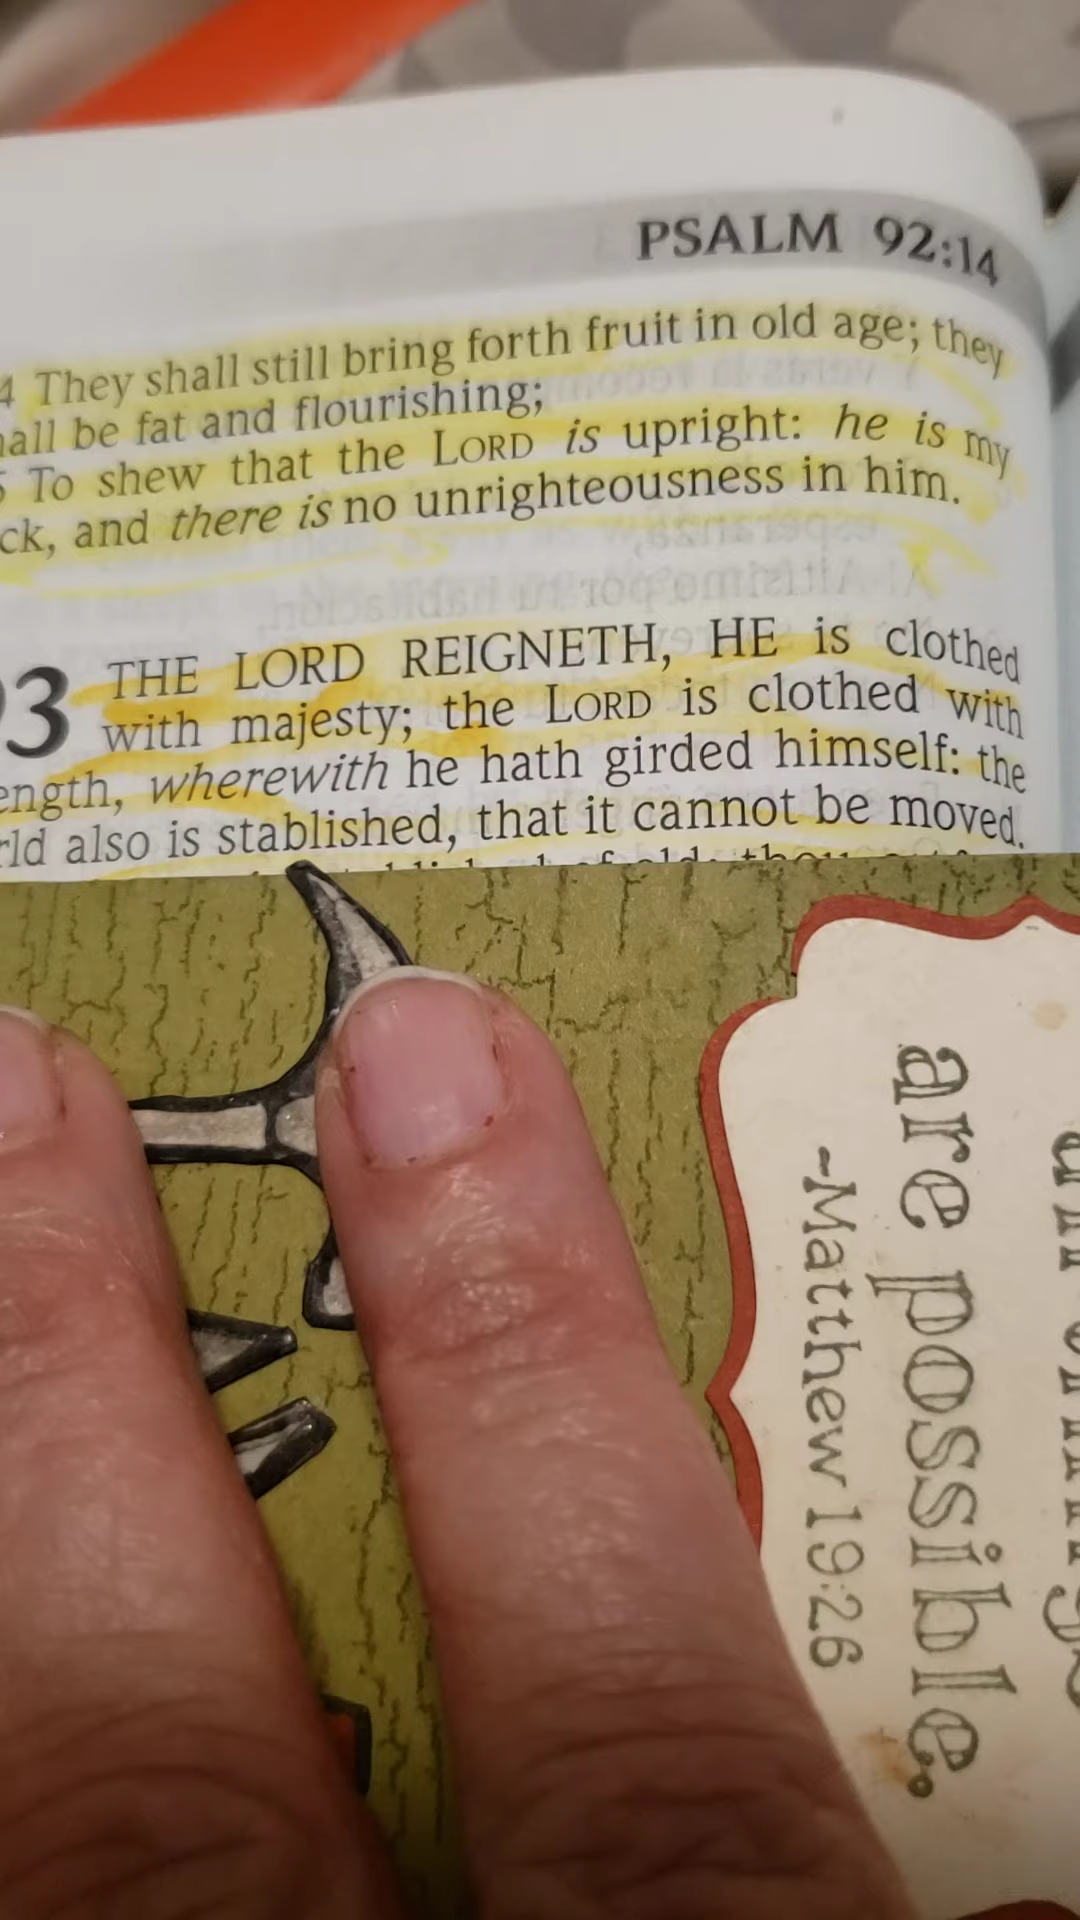 PSALM 92:14
4 They shall still bring forth fruit in old age; they
all be fat and flourishing;
5 To shew that the LORD is upright: he is my
ck, and there is no unrighteousness in him.
93 THE LORD REIGNETH, HE is clothed
with majesty; the LORD is clothed with
ength, wherewith he hath girded himself: the
rld also is stablished, that it cannot be moved.
are possible.
~Matthew 19:26